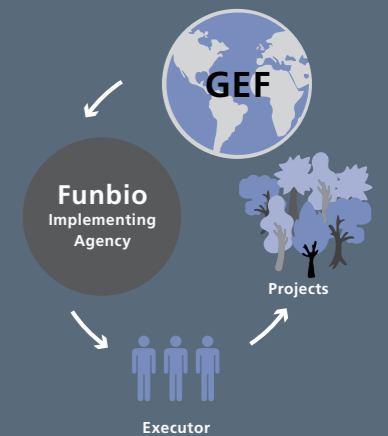 GEF
Funbio
Implementing
Agency
Projects
Executor